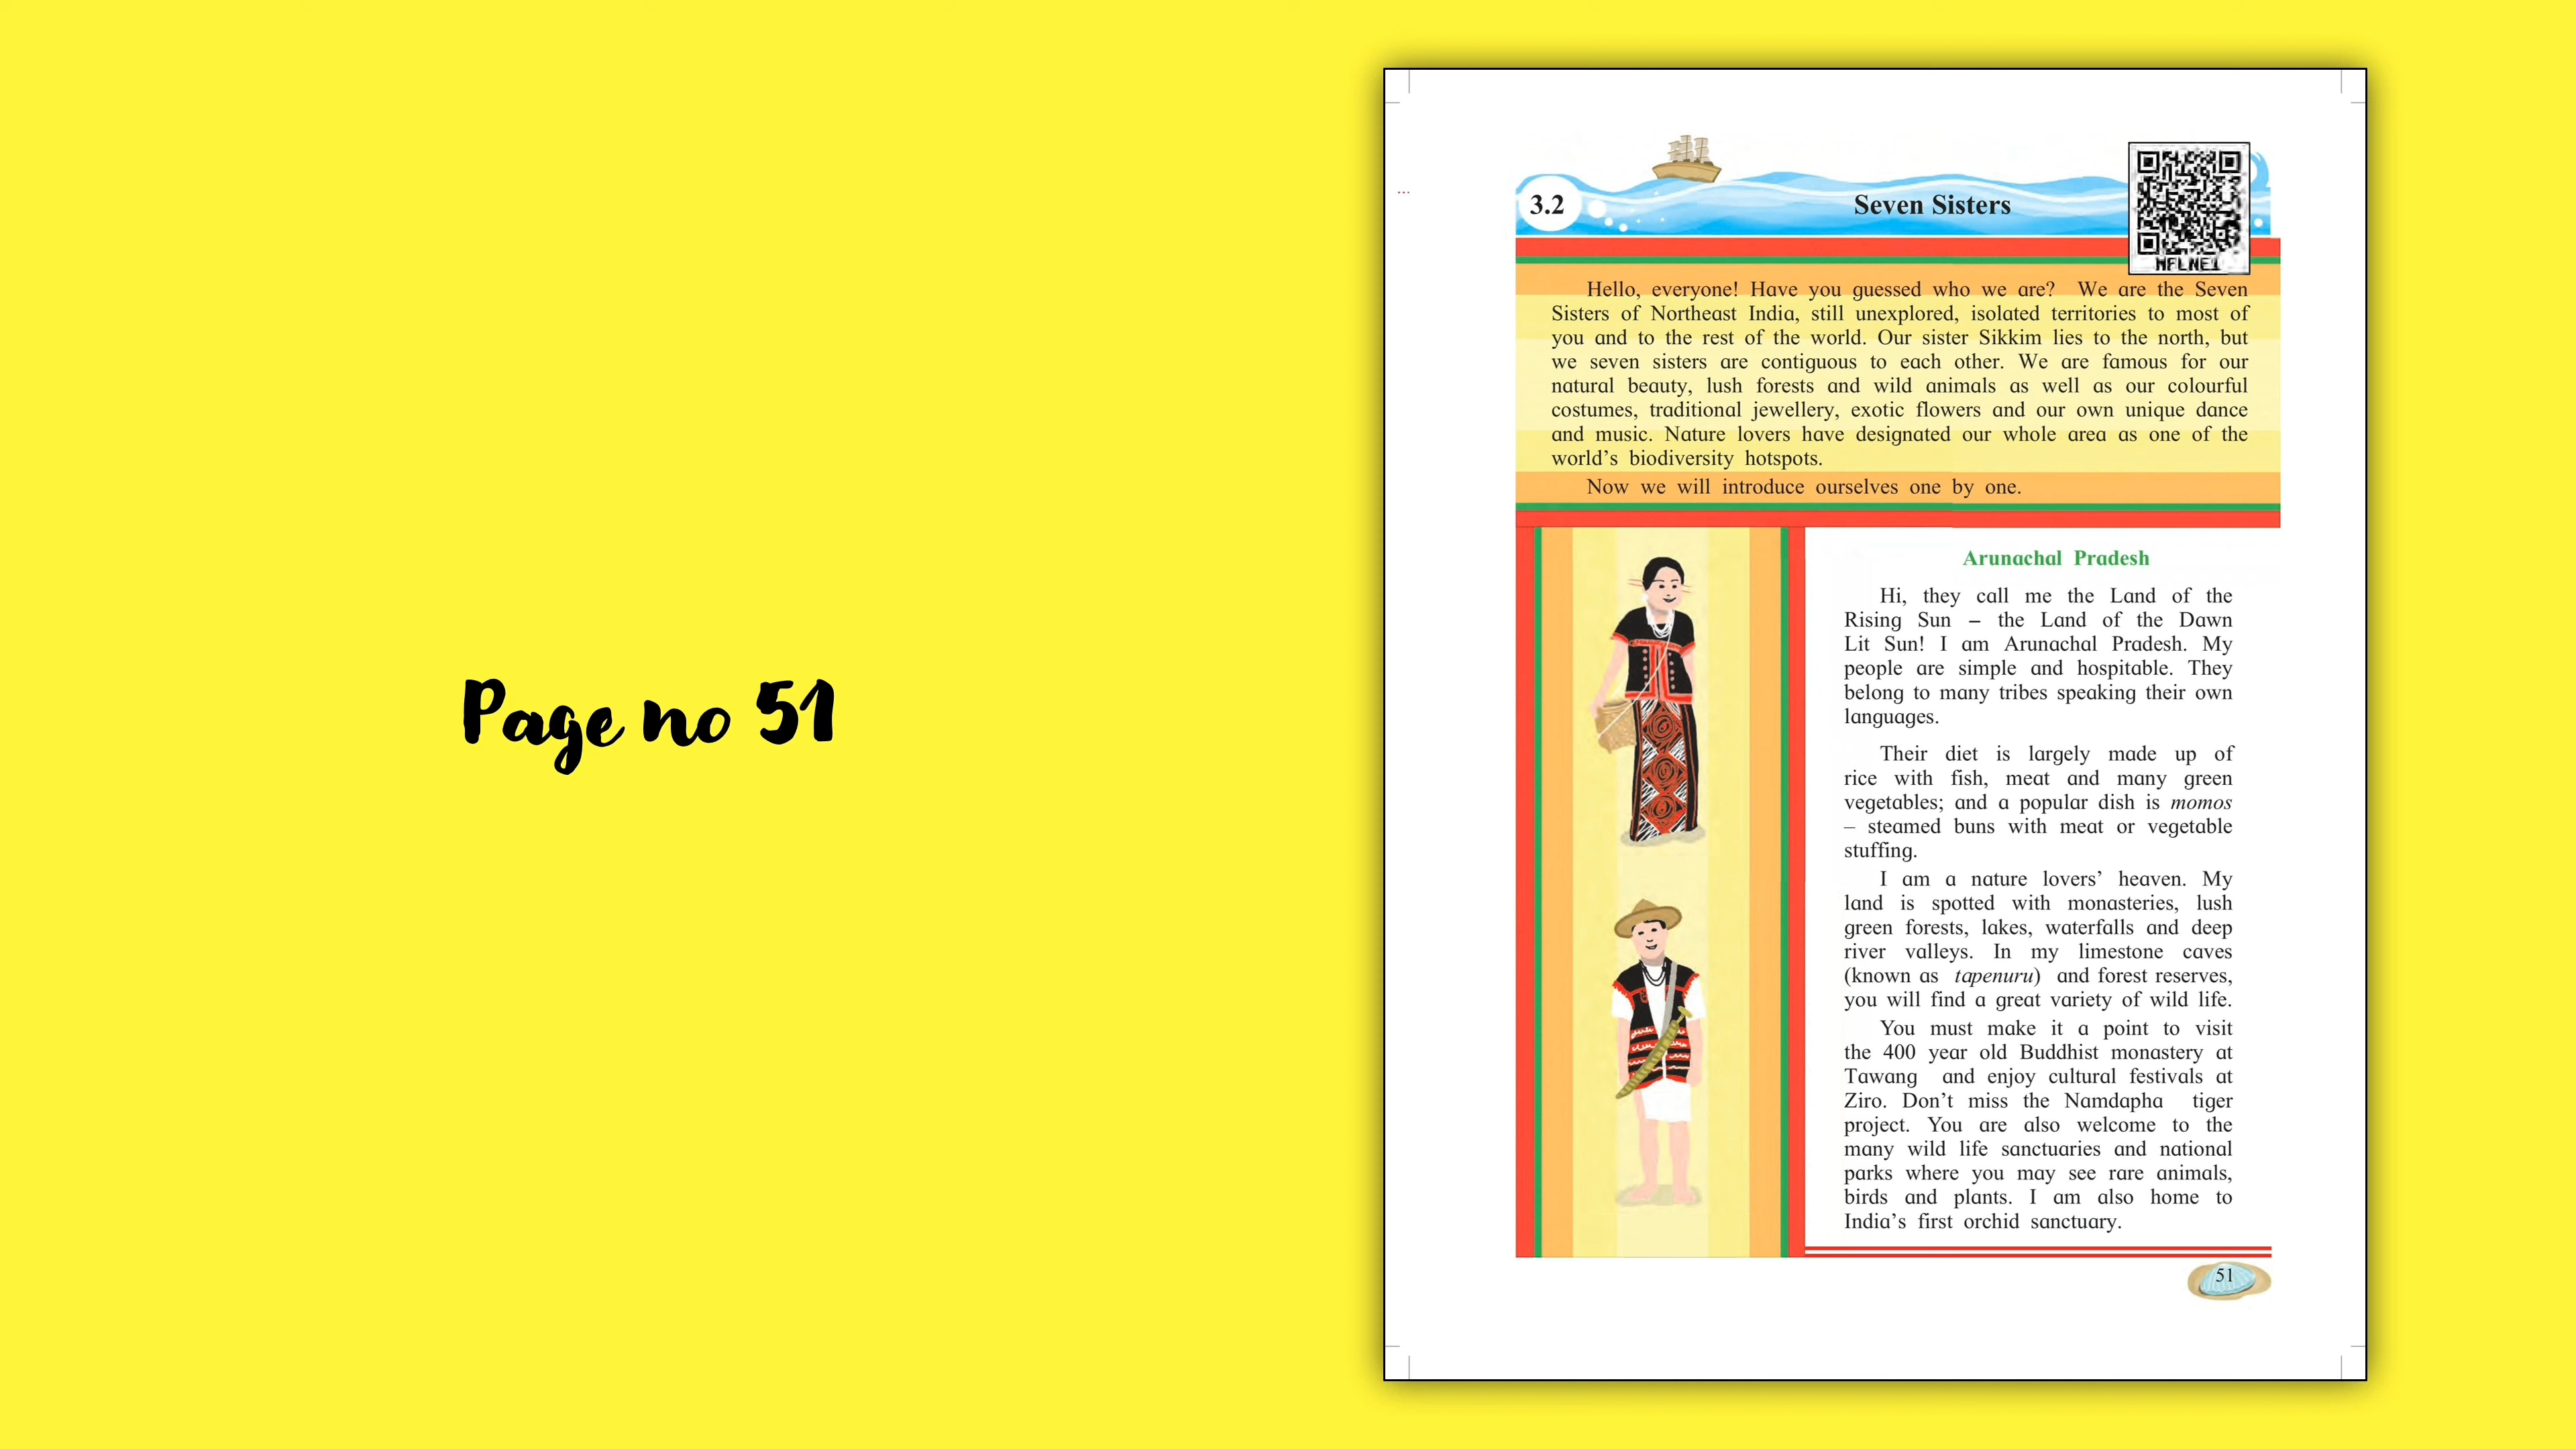 Page no 51
3.2
Seven Sisters
Hello, everyone! Have you guessed who we are? We are the Seven
Sisters of Northeast India, still unexplored, isolated territories to most of
you and to the rest of the world. Our sister Sikkim lies to the north, but
we seven sisters are contiguous to each other. We are famous for our
natural beauty, lush forests and wild animals as well as our colourful
costumes, traditional jewellery, exotic flowers and our own unique dance
and music. Nature lovers have designated our whole area as one of the
world's biodiversity hotspots.
Now we will introduce ourselves one by one.
Arunachal Pradesh
Hi, they call me the Land of the
Rising Sun – the Land of the Dawn
Lit Sun! I am Arunachal Pradesh. My
people are simple and hospitable. They
belong to many tribes speaking their own
languages.
Their diet is largely made up of
rice with fish, meat and many green
vegetables; and a popular dish is momos
– steamed buns with meat or vegetable
stuffing.
I am a nature lovers' heaven. My
land is spotted with monasteries, lush
green forests, lakes, waterfalls and deep
river valleys. In my limestone caves
(known as tapenuru) and forest reserves,
you will find a great variety of wild life.
You must make it a point to visit
the 400 year old Buddhist monastery at
Tawang and enjoy cultural festivals at
Ziro. Don't miss the Namdapha tiger
project. You are also welcome to the
many wild life sanctuaries and national
parks where you may see rare animals,
birds and plants. I am also home to
India's first orchid sanctuary.
51